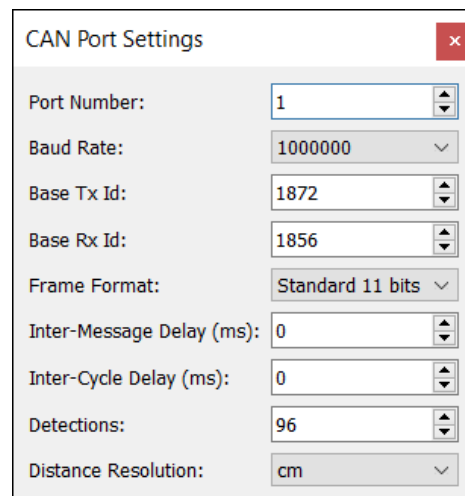 CAN Port Settings
Port Number: 1
Baud Rate: 1000000
Base Tx Id: 1872
Base Rx Id: 1856
Frame Format: Standard 11 bits
Inter-Message Delay (ms): 0
Inter-Cycle Delay (ms): 0
Detections: 96
Distance Resolution: cm